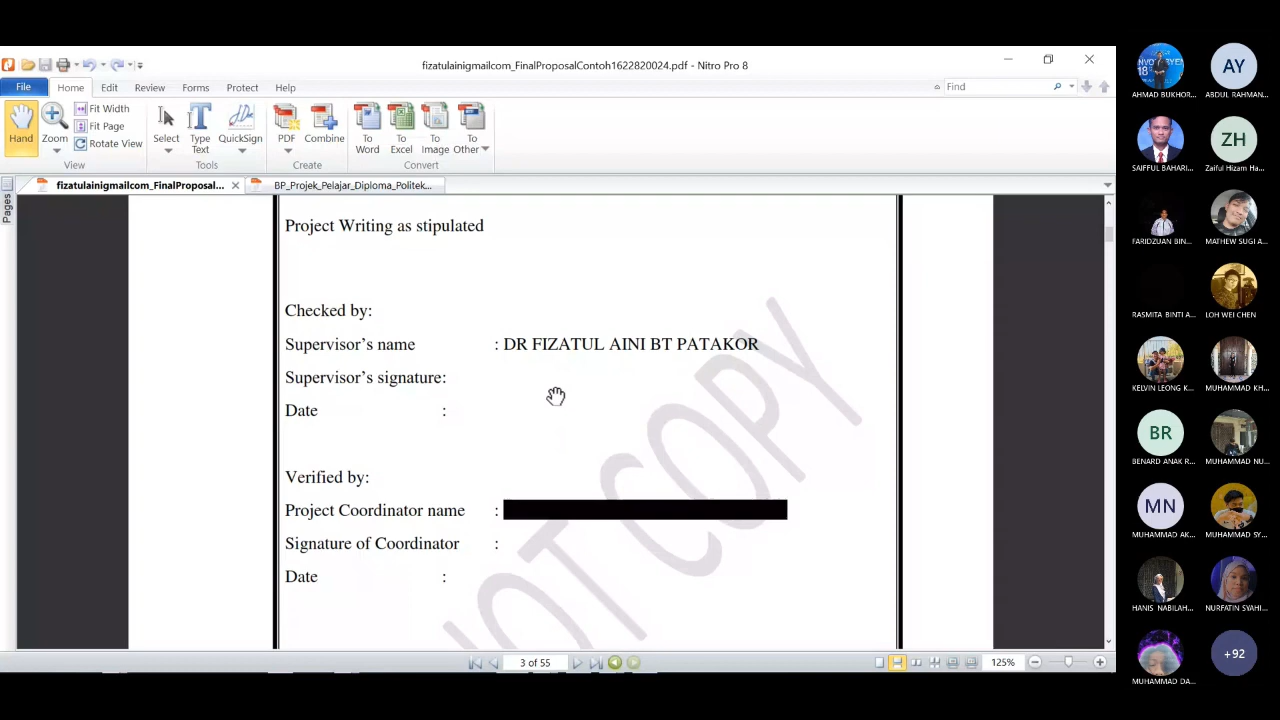 fizatulainigmailcom_FinalProposalContoh1622820024.pdf - Nitro Pro 8
File Home Edit Review Forms Protect Help Find
Hand Zoom Fit Width Fit Page Rotate View Select Type Text QuickSign PDF Combine To Word To Excel To Image To Other
View Tools Create Convert
fizatulainigmailcom_FinalProposal... BP_Projek_Pelajar_Diploma_Politek...
Pages
Project Writing as stipulated
Checked by:
Supervisor's name : DR FIZATUL AINI BT PATAKOR
Supervisor's signature:
Date :
Verified by:
Project Coordinator name :
Signature of Coordinator :
Date :
NOT COPY
3 of 55
125%
AHMAD BUKHOR...
AY
ABDUL RAHMAN...
SAIFFUL BAHARI...
ZH
Zaiful Hizam Ha...
FARIDZUAN BIN...
MATHEW SUGI A...
RASMITA BINTI A...
LOH WEI CHEN
KELVIN LEONG K...
MUHAMMAD KH...
BR
BENARD ANAK R...
MUHAMMAD NU...
MN
MUHAMMAD AK...
MUHAMMAD SY...
HANIS NABILAH...
NURFATIN SYAHI...
MUHAMMAD DA...
+92